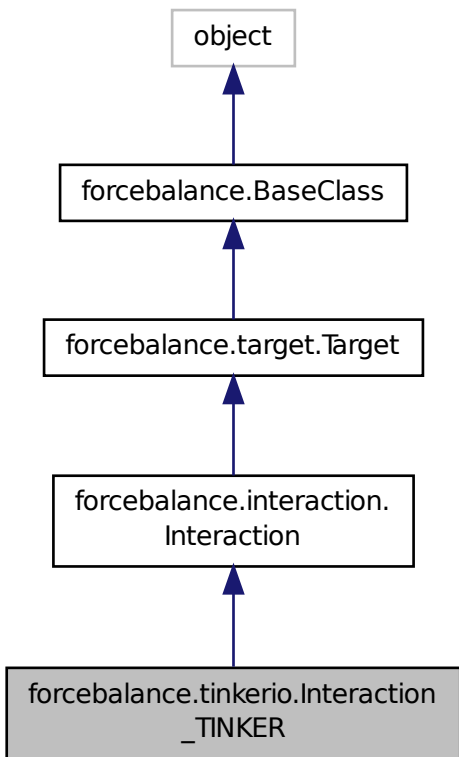 object
forcebalance.BaseClass
forcebalance.target.Target
forcebalance.interaction.
Interaction
forcebalance.tinkerio.Interaction
_TINKER